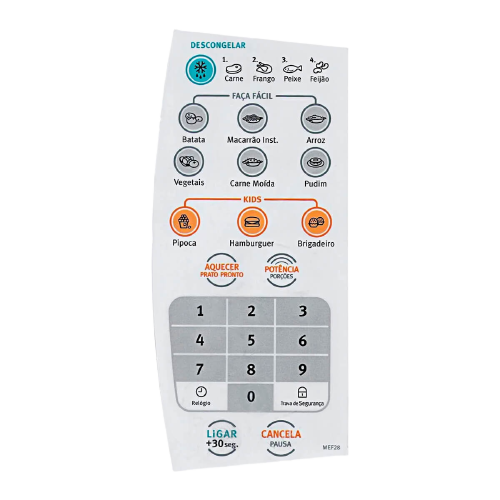 DESCONGELAR
1. 2. 3. 4.
Carne Frango Peixe Feijão
FAÇA FÁCIL
Batata Macarrão Inst. Arroz
Vegetais Carne Moída Pudim
KIDS
Pipoca Hamburguer Brigadeiro
AQUECER POTÊNCIA
PRATO PRONTO PORÇÕES
1 2 3
4 5 6
7 8 9
0
Relógio Trava de Segurança
LiGAR CANCELA
+30seg. PAUSA
MEF28